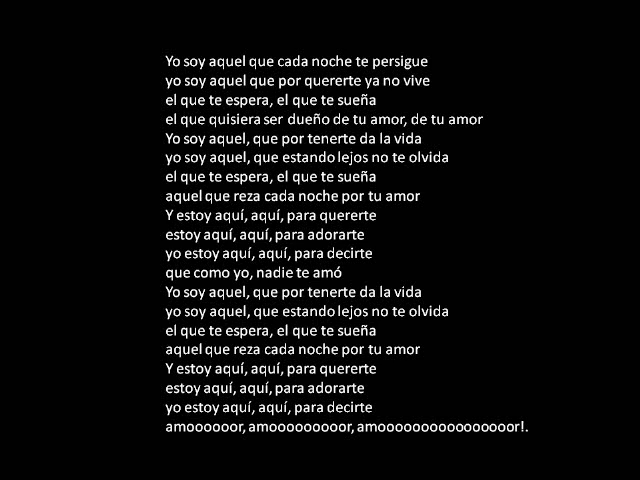 Yo soy aquel que cada noche te persigue
yo soy aquel que por quererte ya no vive
el que te espera, el que te sueña
el que quisiera ser dueño de tu amor, de tu amor
Yo soy aquel, que por tenerte da la vida
yo soy aquel, que estando lejos no te olvida
el que te espera, el que te sueña
aquel que reza cada noche por tu amor
Y estoy aquí, aquí, para quererte
estoy aquí, aquí, para adorarte
yo estoy aquí, aquí, para decirte
que como yo, nadie te amó
Yo soy aquel, que por tenerte da la vida
yo soy aquel, que estando lejos no te olvida
el que te espera, el que te sueña
aquel que reza cada noche por tu amor
Y estoy aquí, aquí, para quererte
estoy aquí, aquí, para adorarte
yo estoy aquí, aquí, para decirte
amoooooor, amooooooooor, amoooooooooooooooor!.